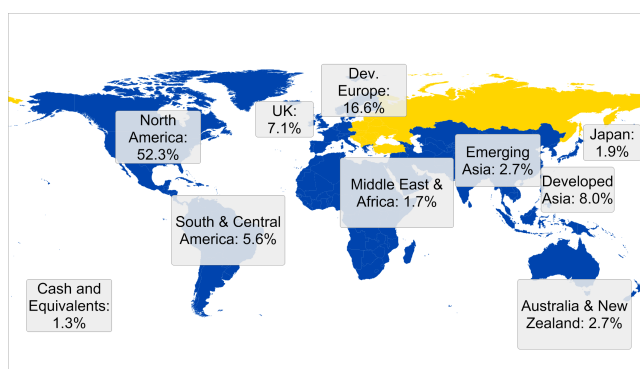 Dev.
Europe:
16.6%
UK:
7.1%
North
America:
52.3%
Japan:
1.9%
Emerging
Asia: 2.7%
Middle East &
Africa: 1.7%
Developed
Asia: 8.0%
South & Central
America: 5.6%
Cash and
Equivalents:
1.3%
Australia & New
Zealand: 2.7%